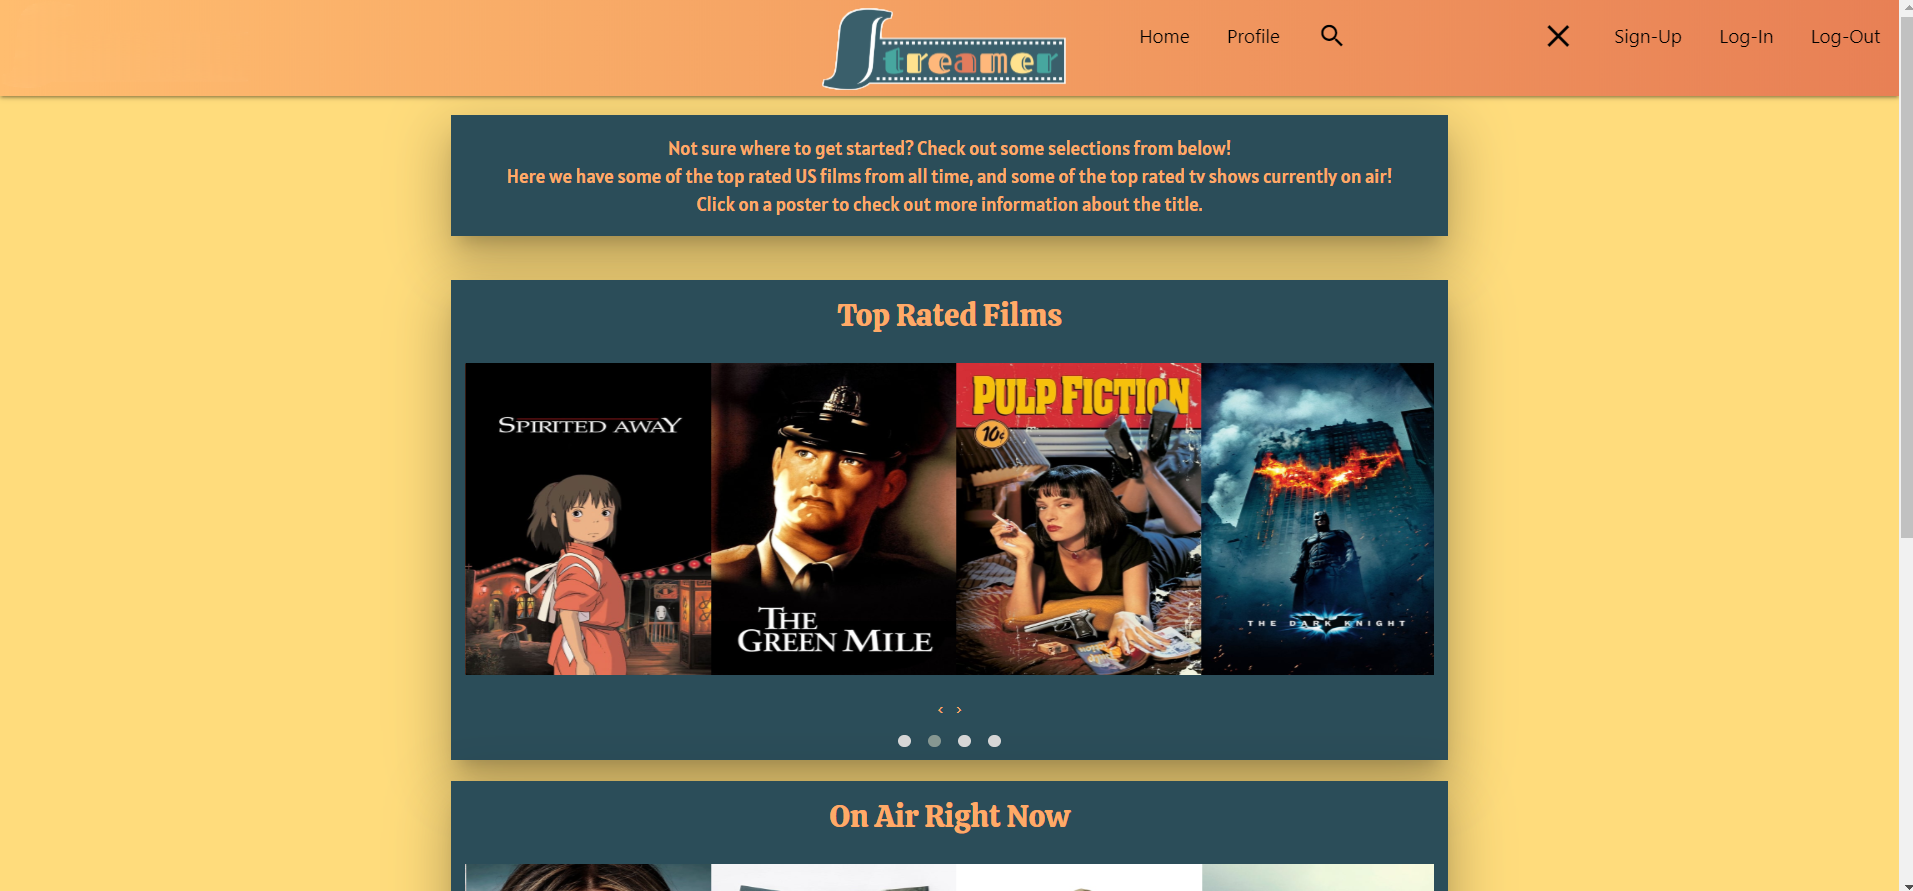 Streamer
Home Profile Sign-Up Log-In Log-Out
Not sure where to get started? Check out some selections from below!
Here we have some of the top rated US films from all time, and some of the top rated tv shows currently on air!
Click on a poster to check out more information about the title.
Top Rated Films
SPIRITED AWAY
THE
GREEN MILE
PULP FICTION
10¢
THE DARK KNIGHT
‹ ›
On Air Right Now